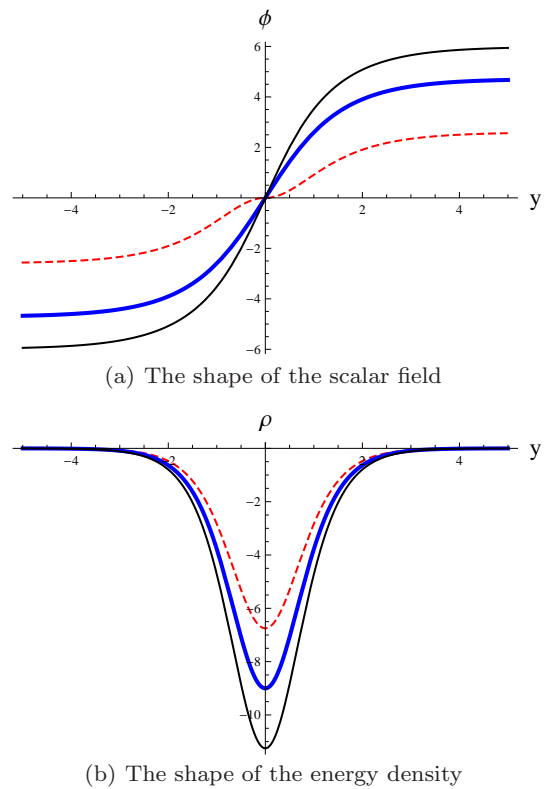 ϕ
6
4
2
−4 −2 2 4 y
−2
−4
−6
(a) The shape of the scalar field
ρ
−4 −2 2 4 y
−2
−4
−6
−8
−10
(b) The shape of the energy density